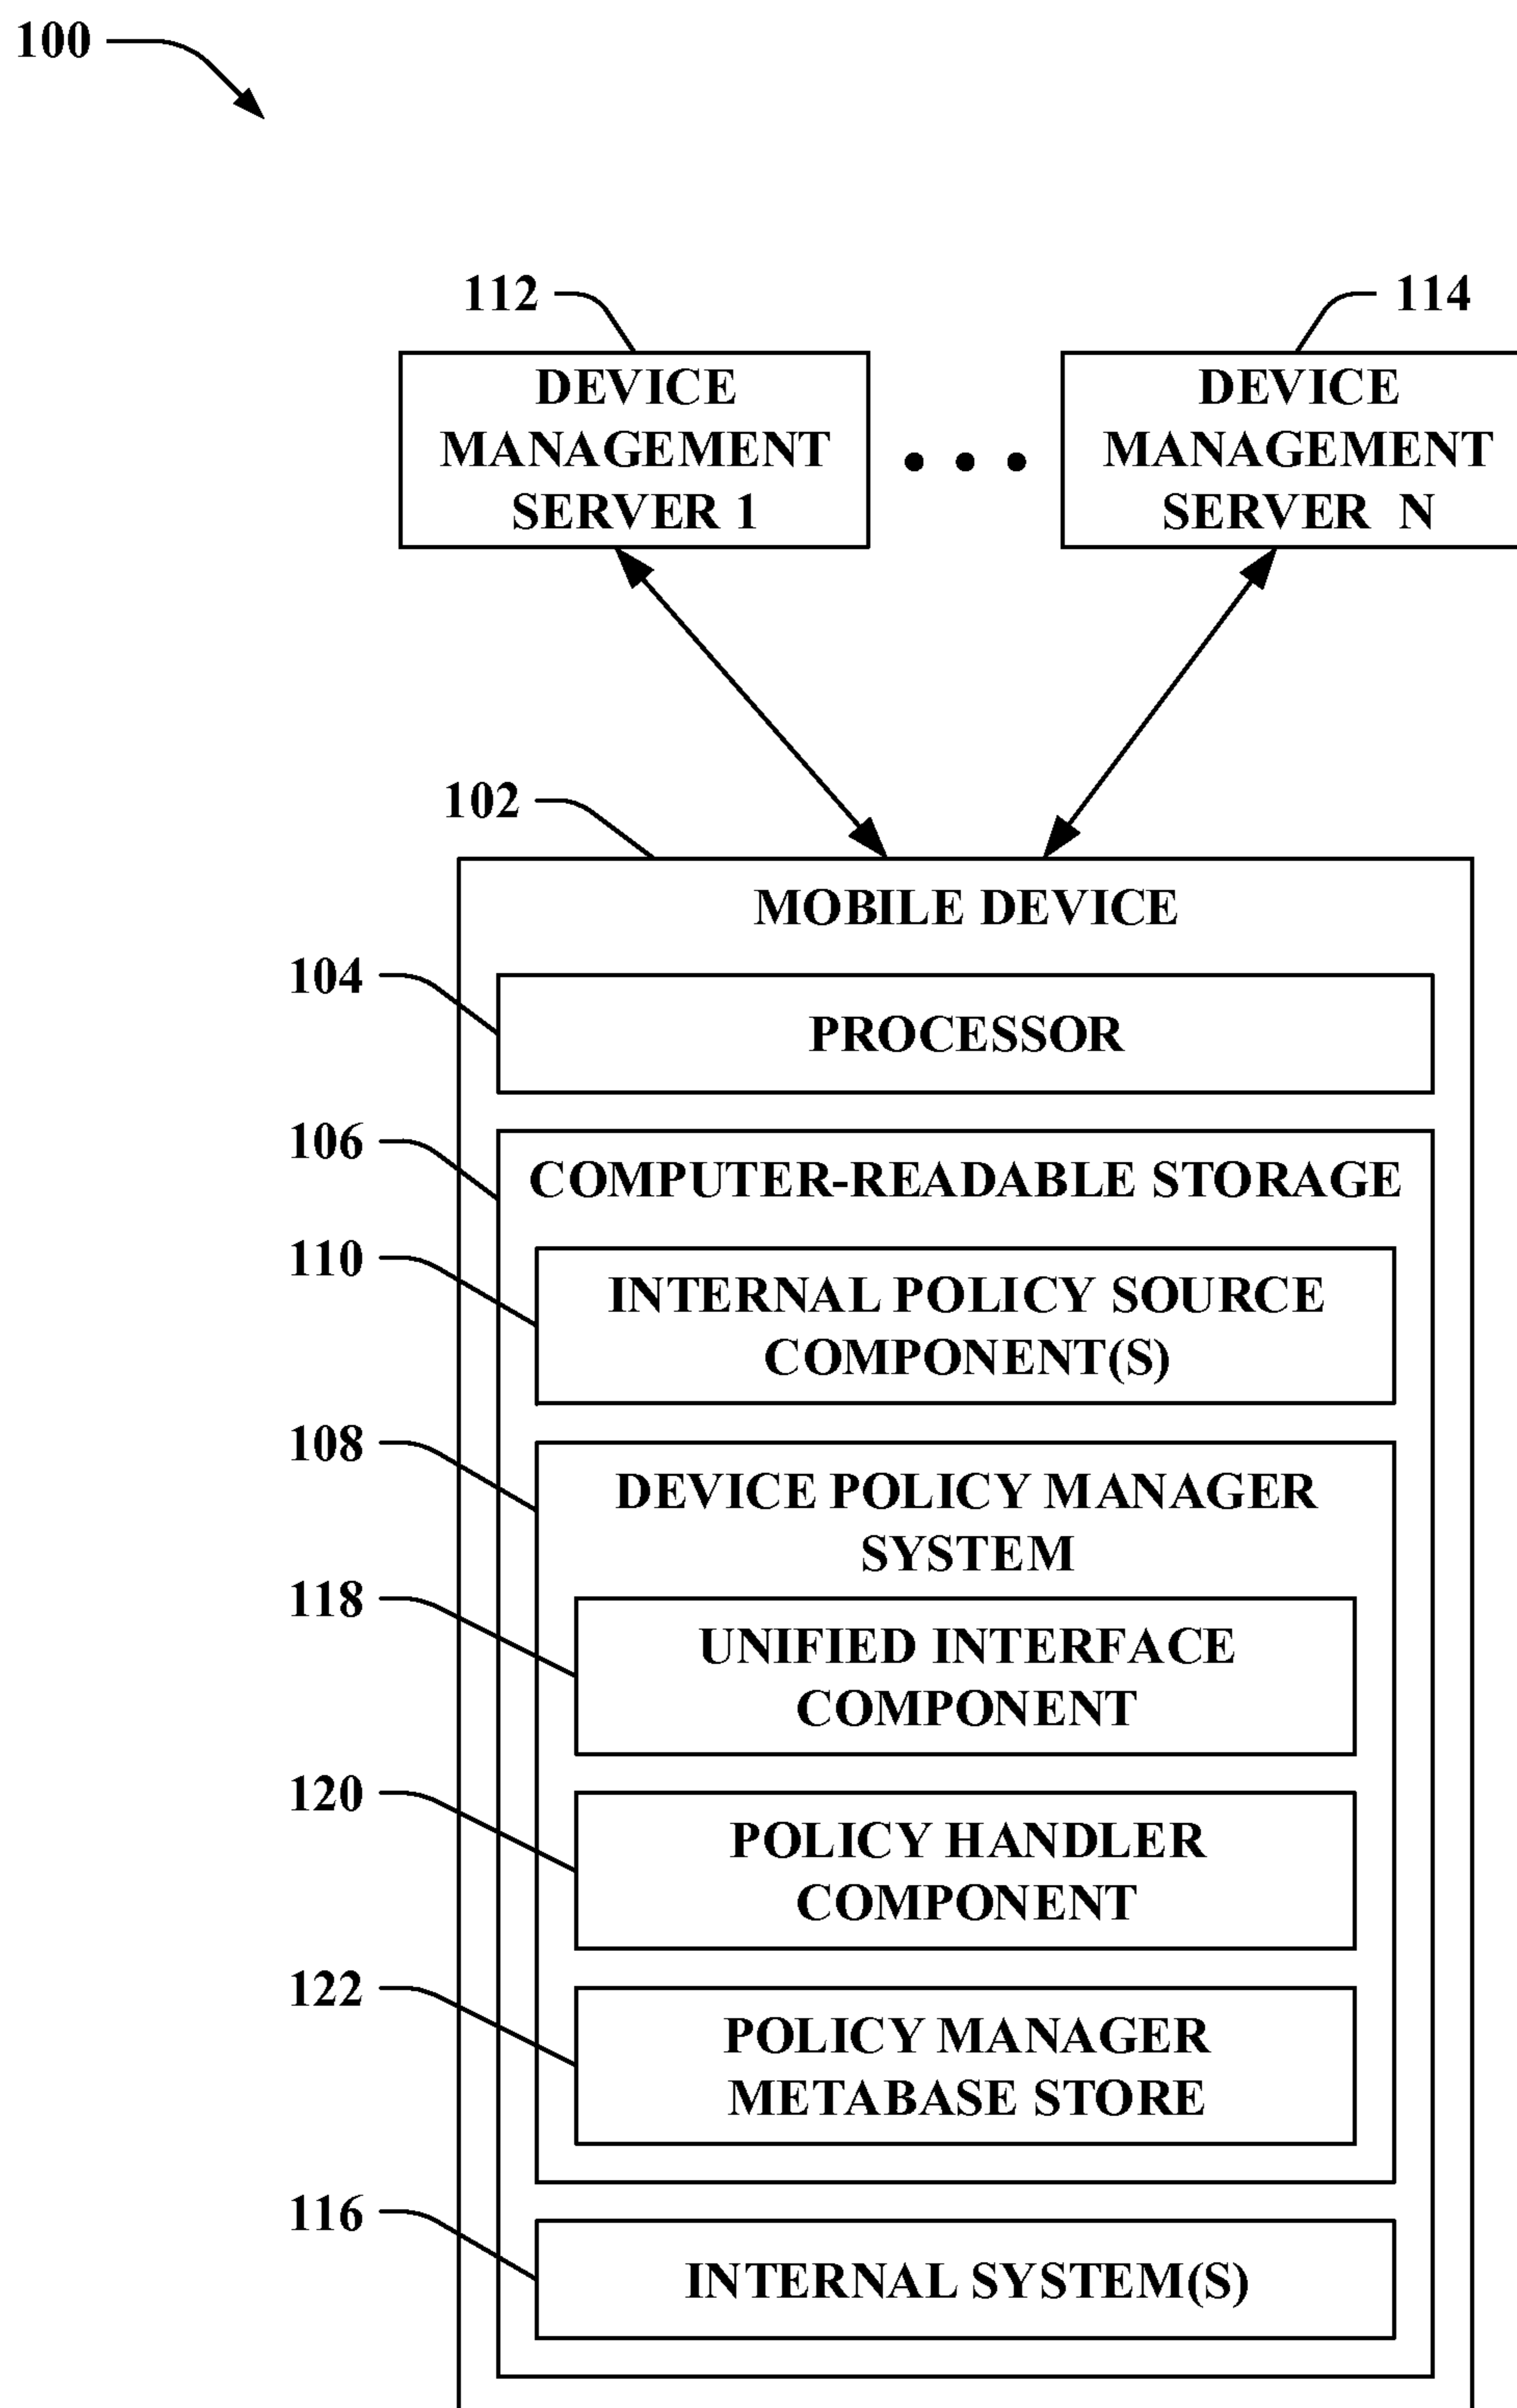 100
112
114
DEVICE
MANAGEMENT
SERVER 1
DEVICE
MANAGEMENT
SERVER N
102
MOBILE DEVICE
104
PROCESSOR
106
COMPUTER-READABLE STORAGE
110
INTERNAL POLICY SOURCE
COMPONENT(S)
108
DEVICE POLICY MANAGER
SYSTEM
118
UNIFIED INTERFACE
COMPONENT
120
POLICY HANDLER
COMPONENT
122
POLICY MANAGER
METABASE STORE
116
INTERNAL SYSTEM(S)